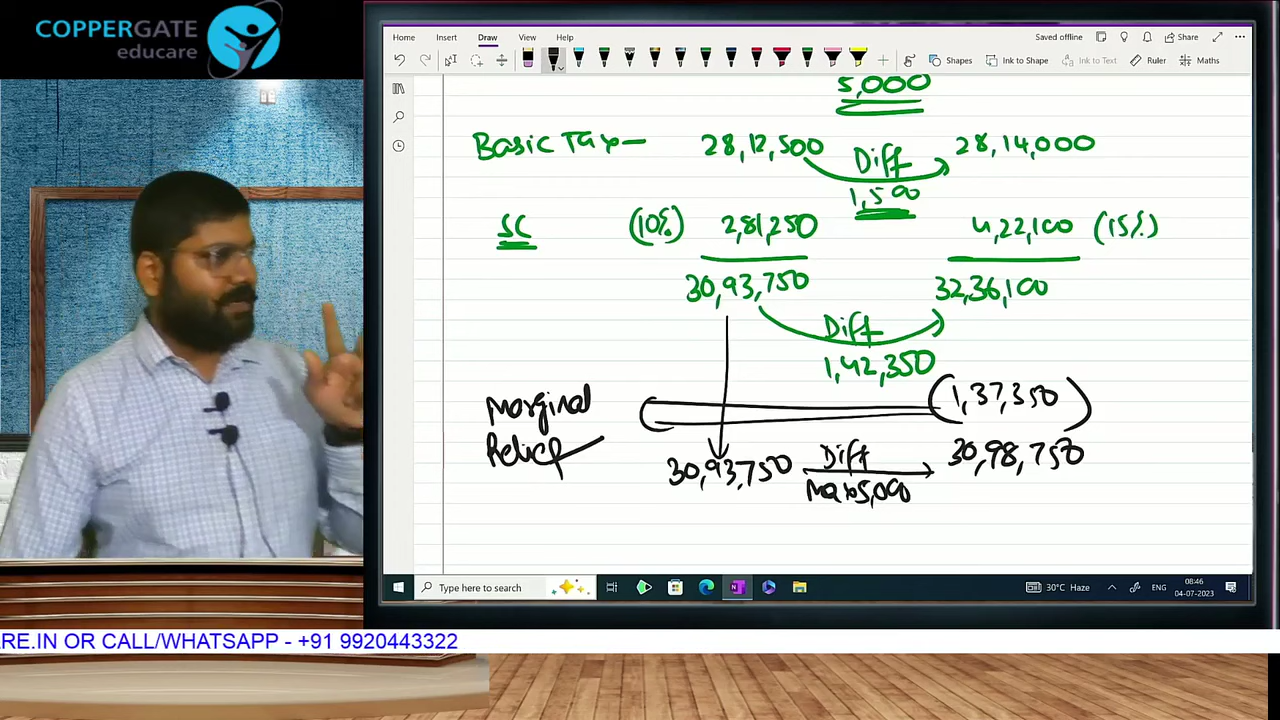 COPPERGATE
educare
Home Insert Draw View Help
Saved offline
Share
Shapes
Ink to Shape
Ink to Text
Ruler
Maths
5,000
Basic Tax— 28,12,500 28,14,000
Diff
1,500
SC (10%) 2,81,250 4,22,100 (15%)
30,93,750 32,36,100
Diff
1,42,350
Marginal (1,37,350)
Relief 30,93,750 Diff 30,98,750
Max 5,000
Type here to search
30°C Haze
ENG
08:46
04-07-2023
ARE.IN OR CALL/WHATSAPP - +91 9920443322